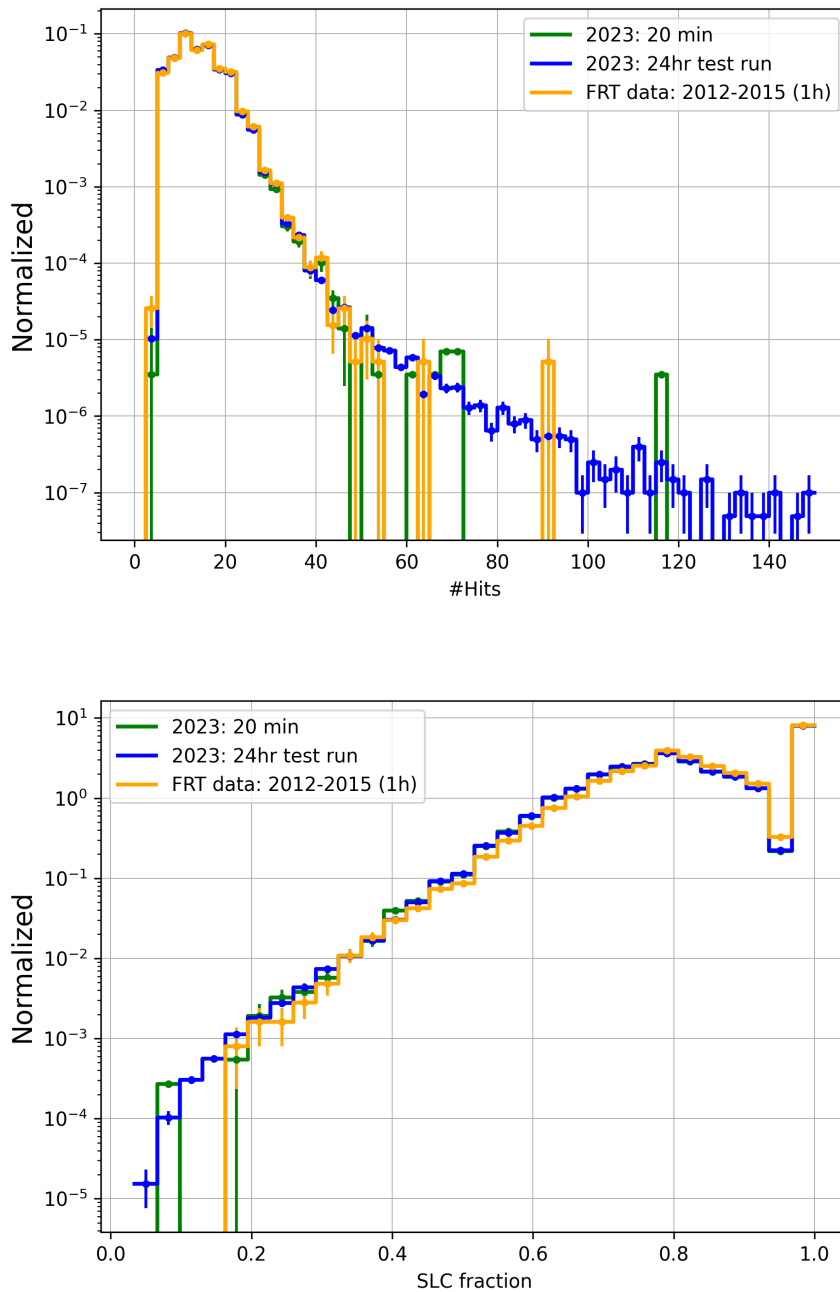 10⁻¹
10⁻²
10⁻³
10⁻⁴
10⁻⁵
10⁻⁶
10⁻⁷
Normalized
2023: 20 min
2023: 24hr test run
FRT data: 2012-2015 (1h)
0 20 40 60 80 100 120 140
#Hits
10¹
10⁰
10⁻¹
10⁻²
10⁻³
10⁻⁴
10⁻⁵
Normalized
2023: 20 min
2023: 24hr test run
FRT data: 2012-2015 (1h)
0.0 0.2 0.4 0.6 0.8 1.0
SLC fraction